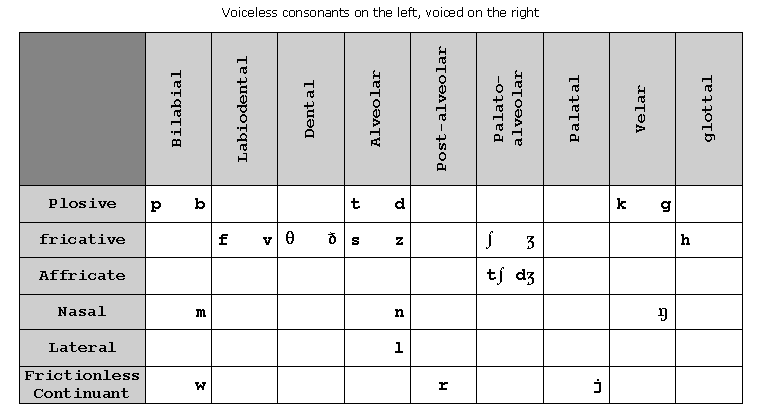 Voiceless consonants on the left, voiced on the right
Bilabial Labiodental Dental Alveolar Post-alveolar Palato-alveolar Palatal Velar glottal
Plosive p b t d k g
fricative f v θ ð s z ʃ ʒ h
Affricate tʃ dʒ
Nasal m n ŋ
Lateral l
Frictionless
Continuant w r j